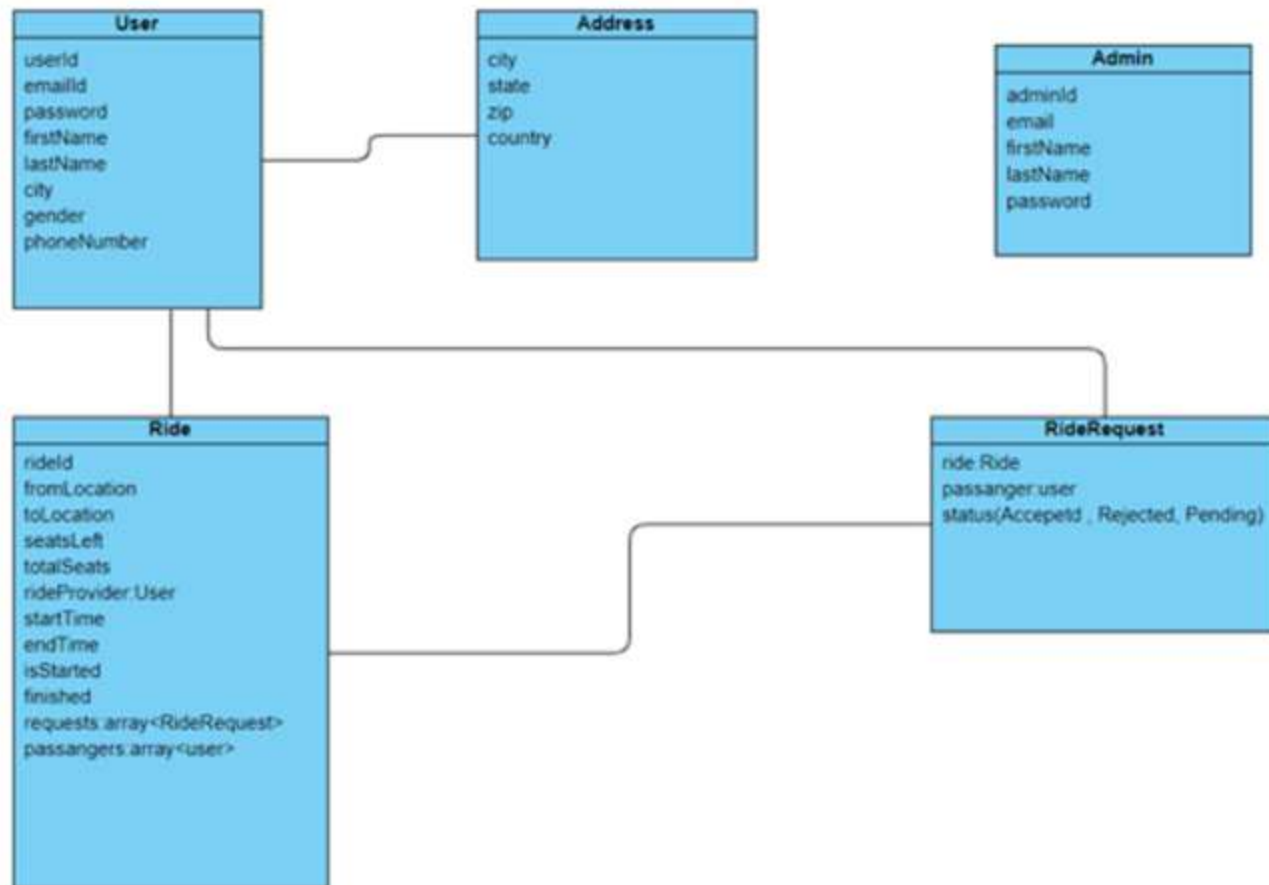 User
userId
emailId
password
firstName
lastName
city
gender
phoneNumber
Address
city
state
zip
country
Admin
adminId
email
firstName
lastName
password
Ride
rideId
fromLocation
toLocation
seatsLeft
totalSeats
rideProvider:User
startTime
endTime
isStarted
finished
requests:array<RideRequest>
passangers:array<user>
RideRequest
ride:Ride
passanger:user
status(Accepetd , Rejected, Pending)